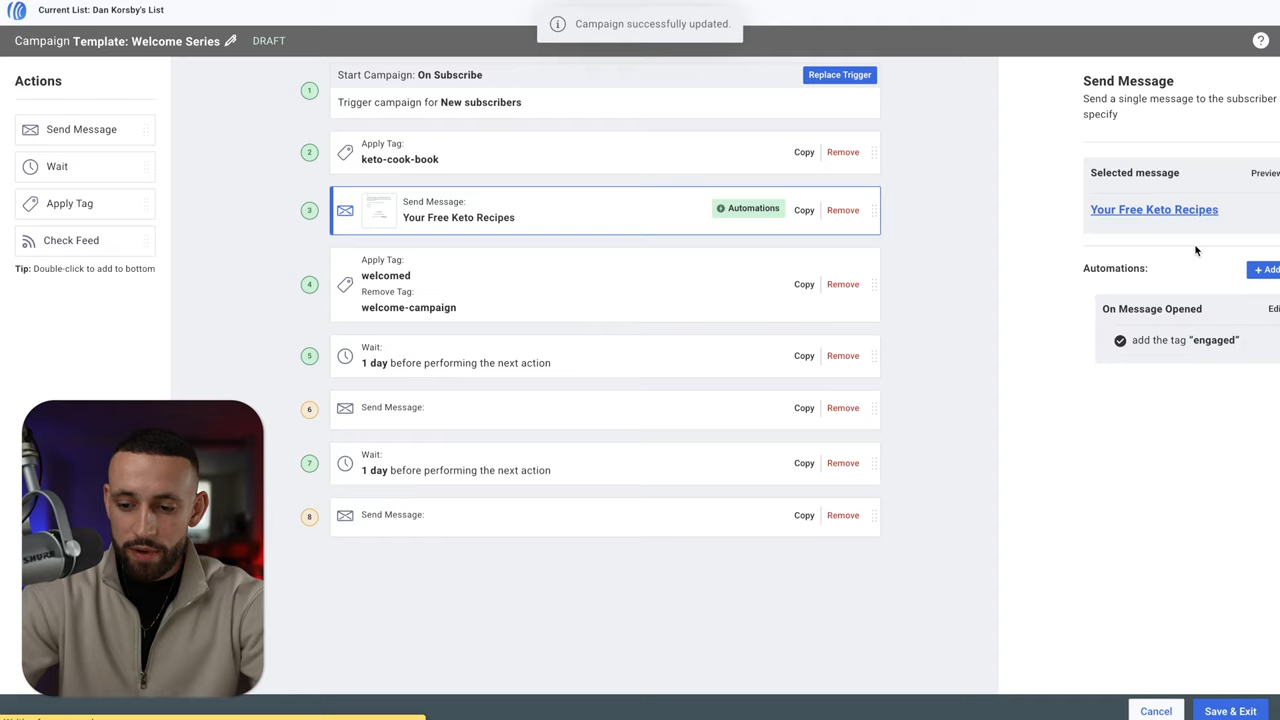 Current List: Dan Korsby's List
Campaign successfully updated.
Campaign Template: Welcome Series
DRAFT
?
Actions
Send Message
Wait
Apply Tag
Check Feed
Tip: Double-click to add to bottom
1
Start Campaign: On Subscribe
Replace Trigger
Trigger campaign for New subscribers
2
Apply Tag:
keto-cook-book
Copy
Remove
3
Send Message:
Your Free Keto Recipes
Automations
Copy
Remove
4
Apply Tag:
welcomed
Remove Tag:
welcome-campaign
Copy
Remove
5
Wait:
1 day before performing the next action
Copy
Remove
6
Send Message:
Copy
Remove
7
Wait:
1 day before performing the next action
Copy
Remove
8
Send Message:
Copy
Remove
Send Message
Send a single message to the subscriber
specify
Selected message
Preview
Your Free Keto Recipes
Automations:
+ Add
On Message Opened
Edi
add the tag "engaged"
SHURE
Cancel
Save & Exit